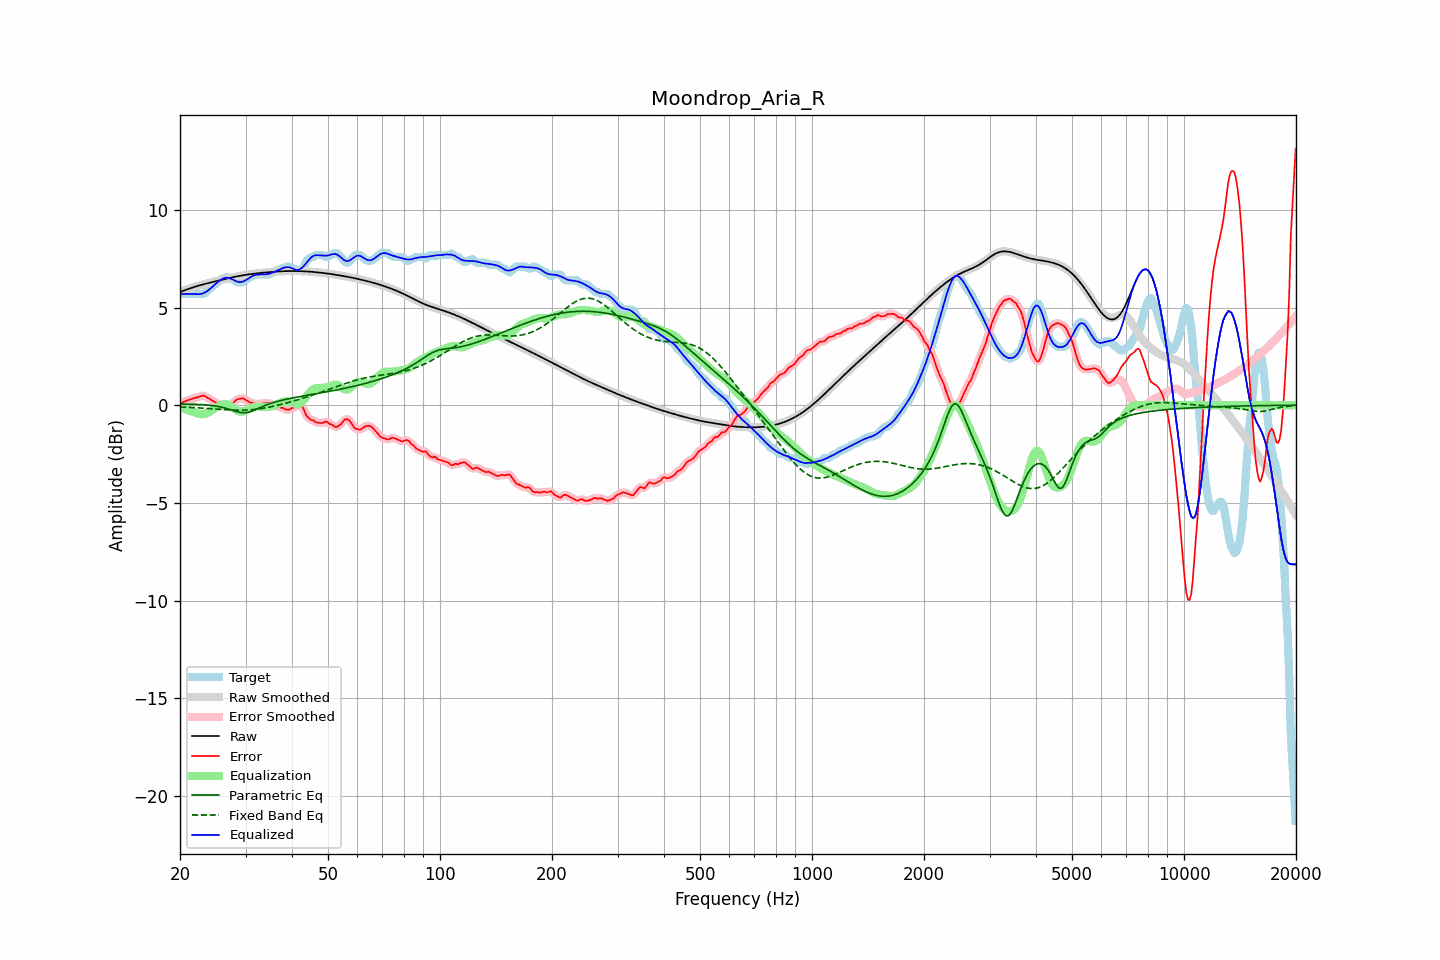 Moondrop_Aria_R
Amplitude (dBr)
10
5
0
−5
−10
−15
−20
Target
Raw Smoothed
Error Smoothed
Raw
Error
Equalization
Parametric Eq
Fixed Band Eq
Equalized
20 50 100 200 500 1000 2000 5000 10000 20000
Frequency (Hz)